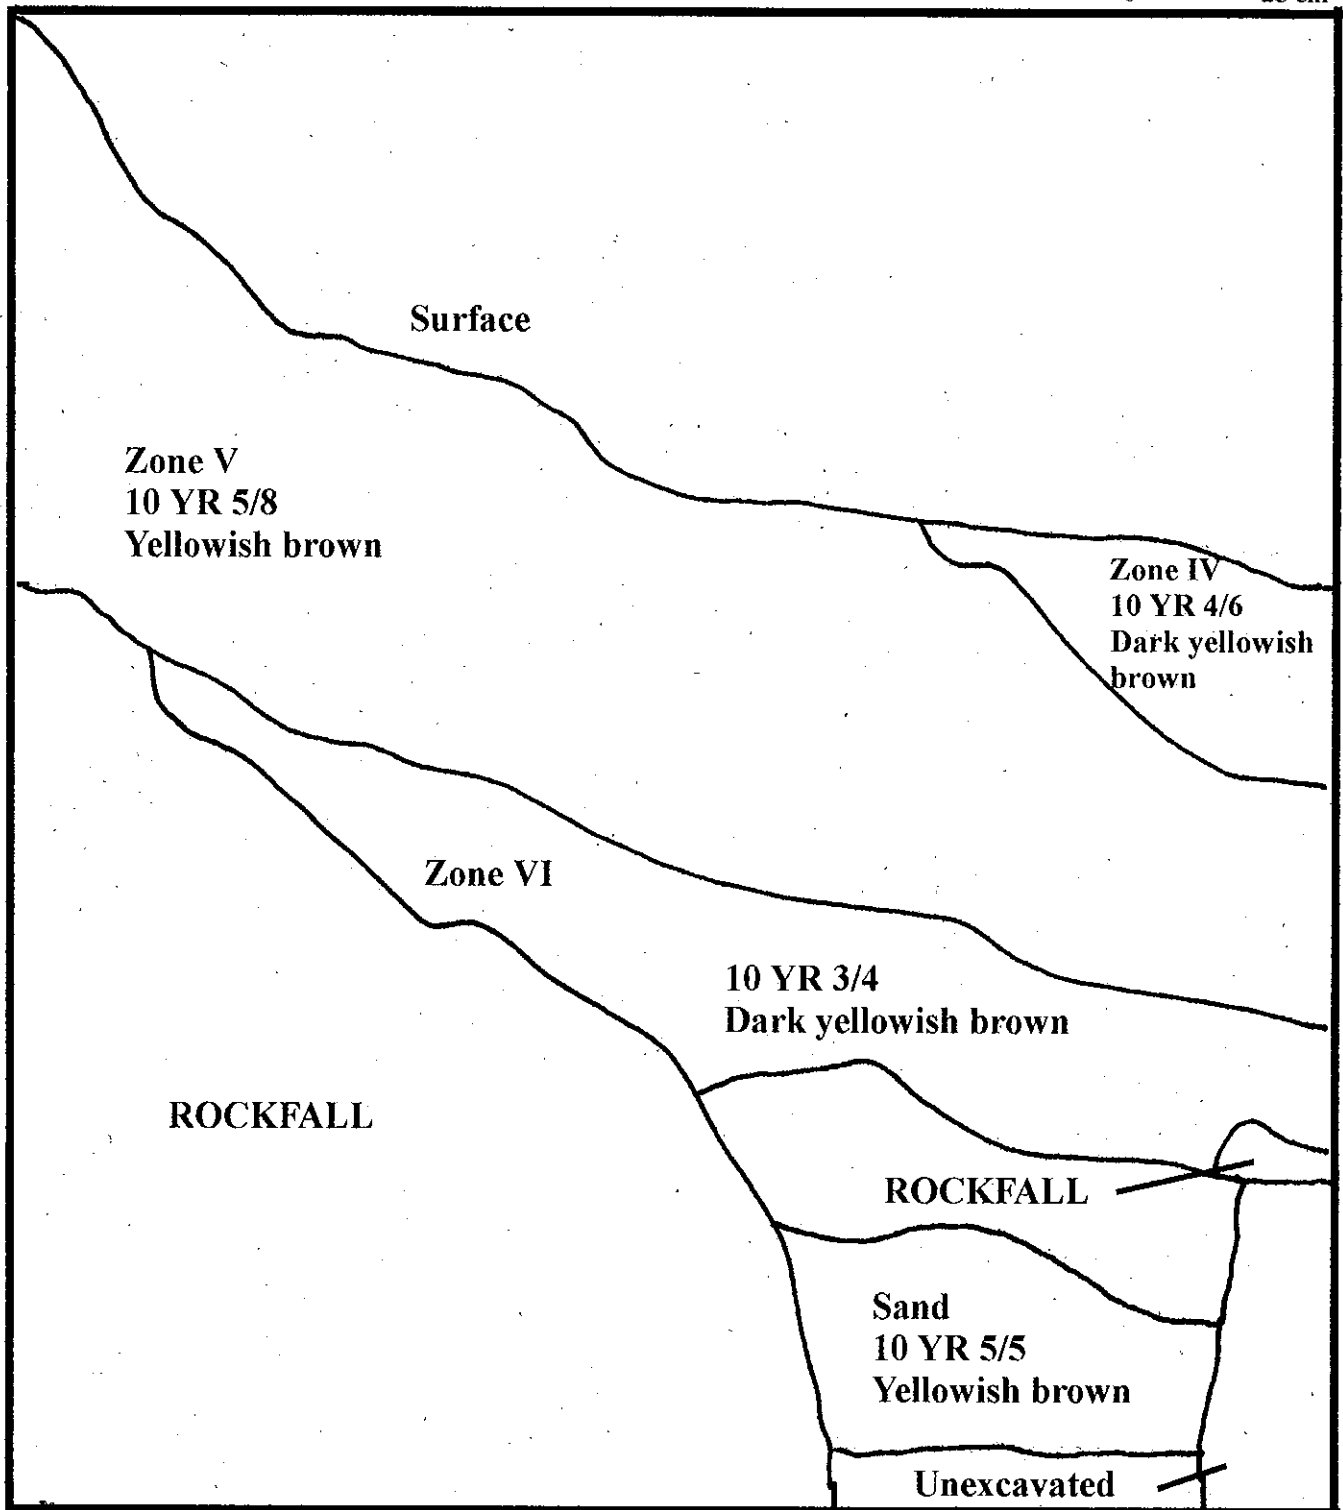 Surface
Zone V
10 YR 5/8
Yellowish brown
Zone IV
10 YR 4/6
Dark yellowish
brown
Zone VI
10 YR 3/4
Dark yellowish brown
ROCKFALL
ROCKFALL
Sand
10 YR 5/5
Yellowish brown
Unexcavated